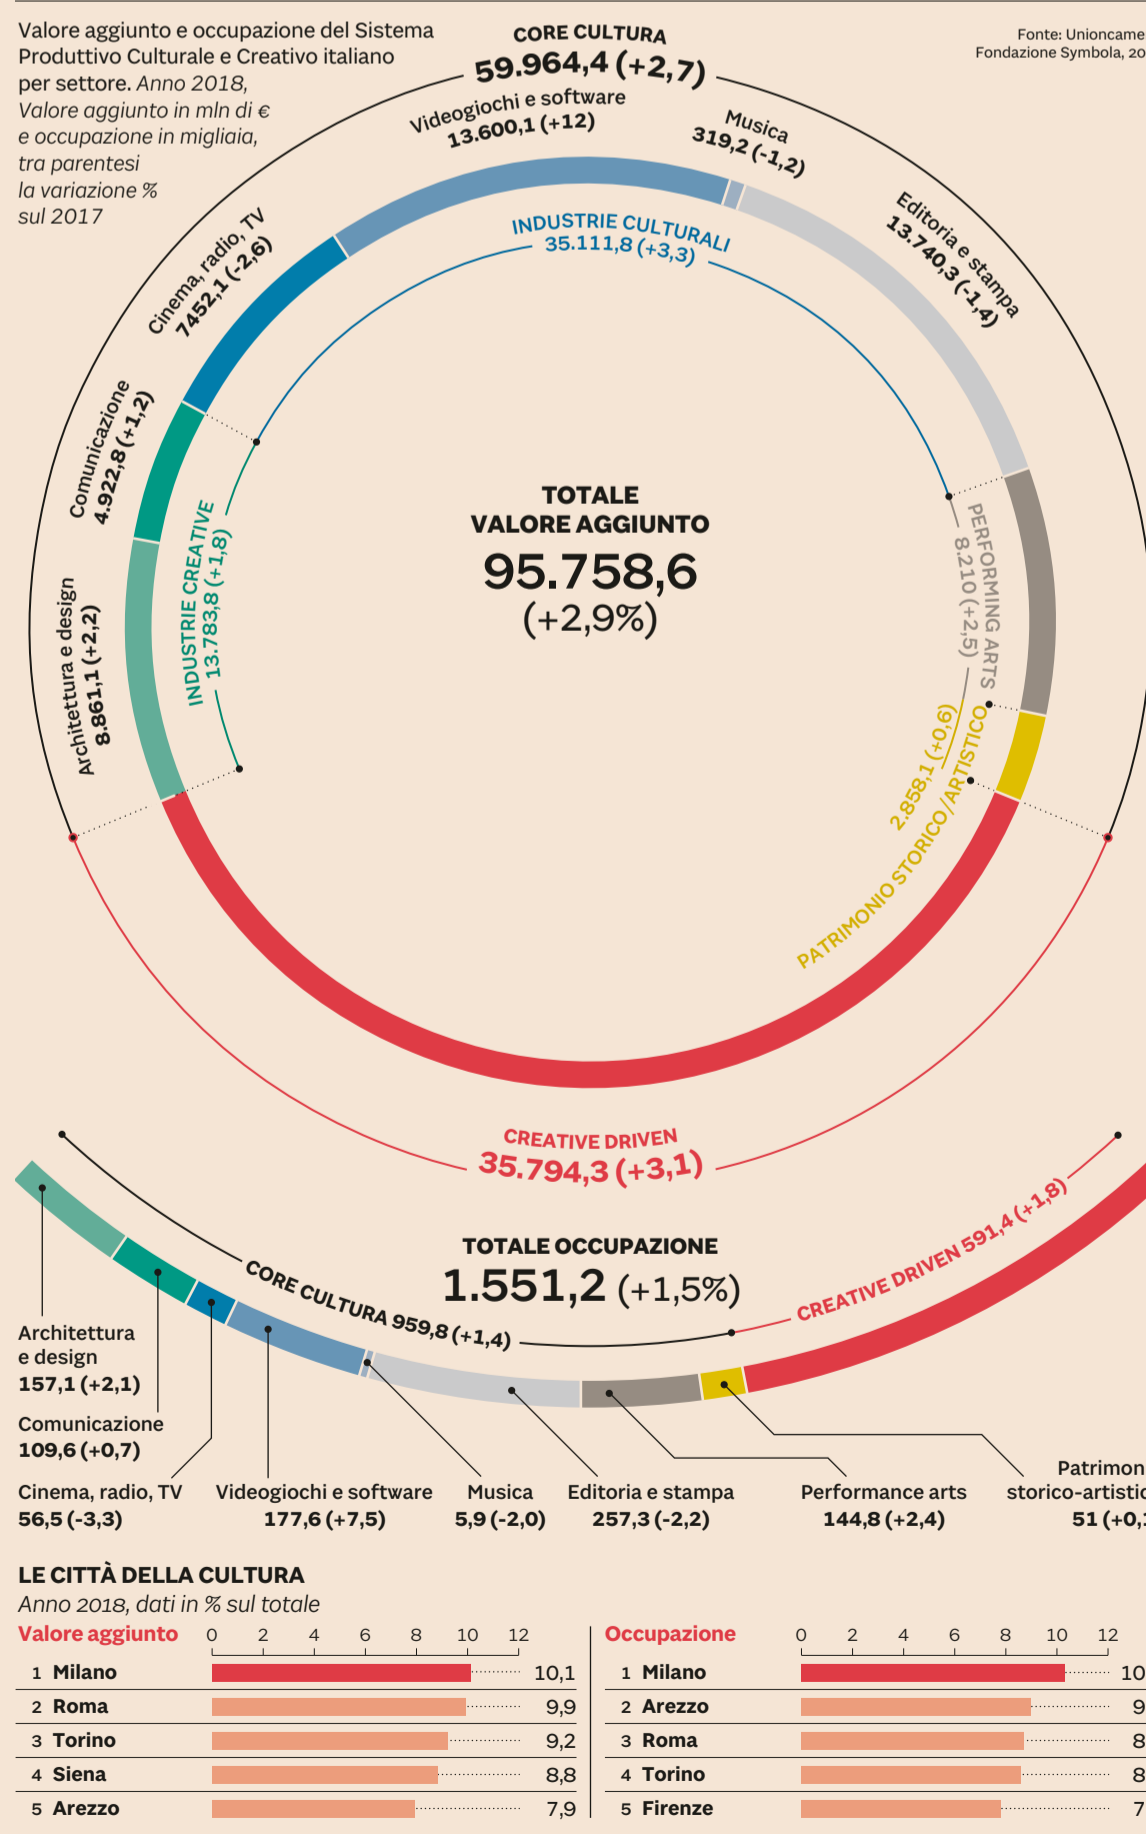 Valore aggiunto e occupazione del Sistema
Produttivo Culturale e Creativo italiano
per settore. Anno 2018,
Valore aggiunto in mln di €
e occupazione in migliaia,
tra parentesi
la variazione %
sul 2017
Fonte: Unioncame
Fondazione Symbola, 20
CORE CULTURA
59.964,4 (+2,7)
Videogiochi e software
13.600,1 (+12)
Musica
319,2 (-1,2)
Editoria e stampa
13.740,3 (-1,4)
Cinema, radio, TV
7452,1 (-2,6)
Comunicazione
4.922,8 (+1,2)
Architettura e design
8.861,1 (+2,2)
INDUSTRIE CULTURALI
35.111,8 (+3,3)
INDUSTRIE CREATIVE
13.783,8 (+1,8)
PERFORMING ARTS
8.210 (+2,5)
2.858,1 (+0,6)
PATRIMONIO STORICO/ARTISTICO
TOTALE
VALORE AGGIUNTO
95.758,6
(+2,9%)
CREATIVE DRIVEN
35.794,3 (+3,1)
TOTALE OCCUPAZIONE
1.551,2 (+1,5%)
CORE CULTURA 959,8 (+1,4)
CREATIVE DRIVEN 591,4 (+1,8)
Architettura
e design
157,1 (+2,1)
Comunicazione
109,6 (+0,7)
Cinema, radio, TV
56,5 (-3,3)
Videogiochi e software
177,6 (+7,5)
Musica
5,9 (-2,0)
Editoria e stampa
257,3 (-2,2)
Performance arts
144,8 (+2,4)
Patrimon
storico-artistic
51 (+0,
LE CITTÀ DELLA CULTURA
Anno 2018, dati in % sul totale
Valore aggiunto 0 2 4 6 8 10 12
1 Milano 10,1
2 Roma 9,9
3 Torino 9,2
4 Siena 8,8
5 Arezzo 7,9
Occupazione 0 2 4 6 8 10 12
1 Milano 10
2 Arezzo 9
3 Roma 8
4 Torino 8
5 Firenze 7